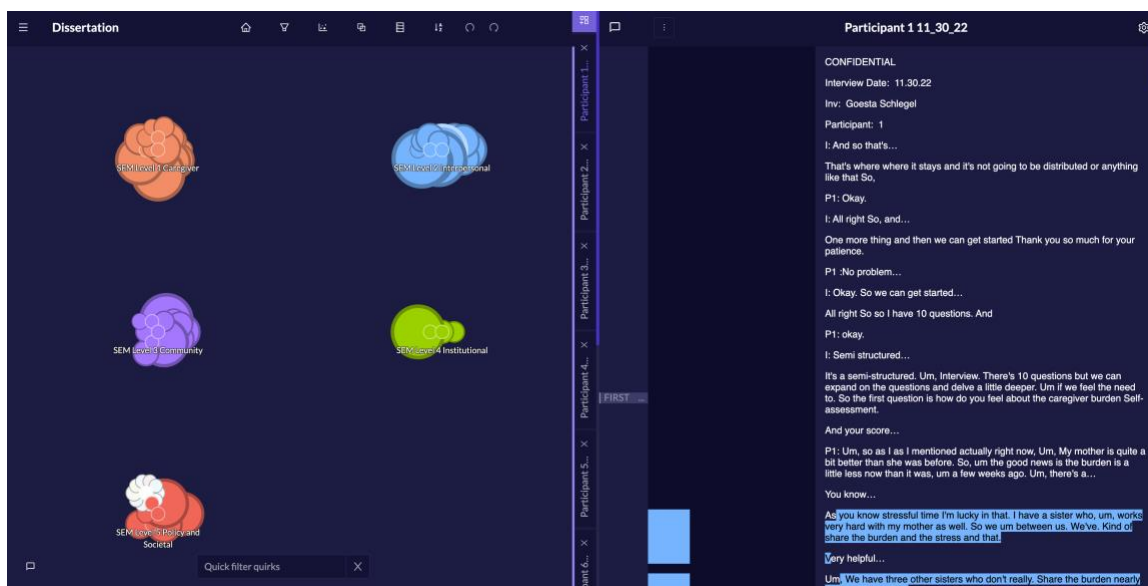 Dissertation
SEM Level 1 Caregiver
SEM Level 2 Interpersonal
SEM Level 3 Community
SEM Level 4 Institutional
SEM Level 5 Policy and
Societal
Quick filter quirks X
Participant 1...
Participant 2...
Participant 3...
Participant 4...
Participant 5...
FIRST ...
Participant 1 11_30_22
CONFIDENTIAL
Interview Date: 11.30.22
Inv: Goesta Schlegel
Participant: 1
I: And so that's…
That's where where it stays and it's not going to be distributed or anything
like that So,
P1: Okay.
I: All right So, and…
One more thing and then we can get started Thank you so much for your
patience.
P1 :No problem…
I: Okay. So we can get started…
All right So so I have 10 questions. And
P1: okay.
I: Semi structured…
It's a semi-structured. Um, Interview. There's 10 questions but we can
expand on the questions and delve a little deeper. Um if we feel the need
to. So the first question is how do you feel about the caregiver burden Self-
assessment.
And your score…
P1: Um, so as I as I mentioned actually right now, Um, My mother is quite a
bit better than she was before. So, um the good news is the burden is a
little less now than it was, um a few weeks ago. Um, there's a…
You know…
As you know stressful time I'm lucky in that. I have a sister who, um, works
very hard with my mother as well. So we um between us. We've. Kind of
share the burden and the stress and that.
Very helpful…
Um, We have three other sisters who don't really. Share the burden nearly